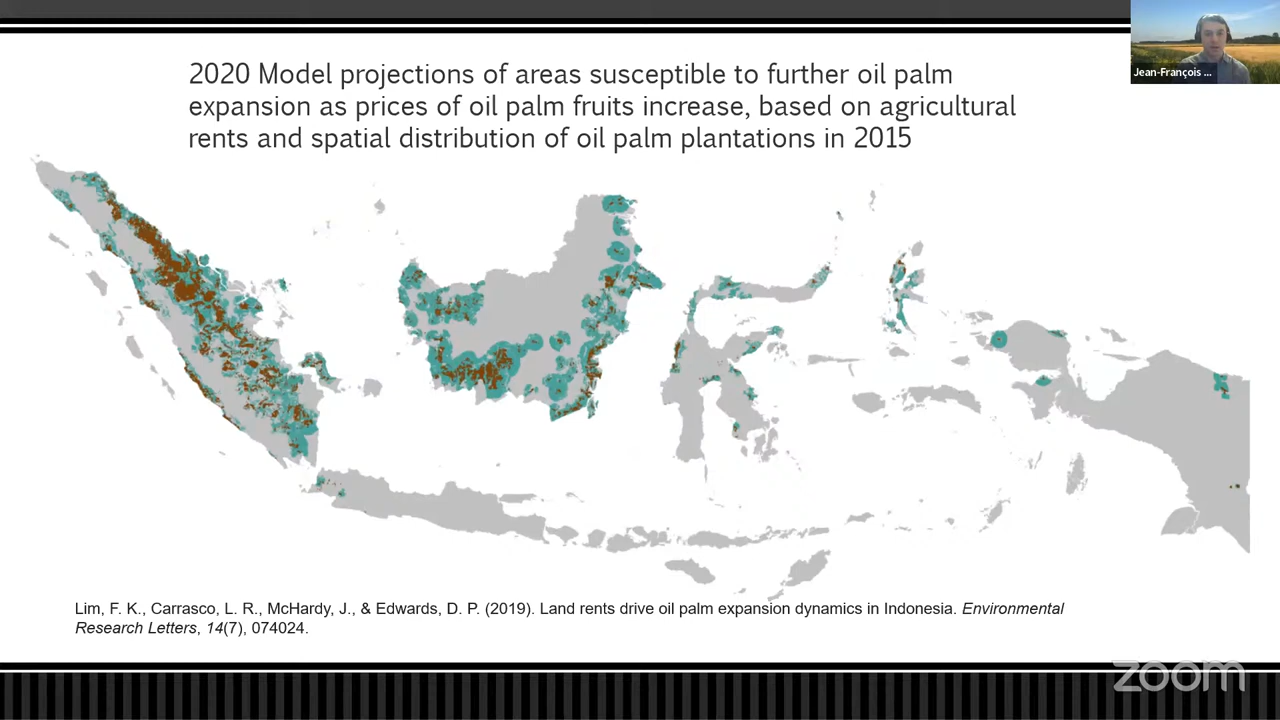 Jean-François ...
2020 Model projections of areas susceptible to further oil palm
expansion as prices of oil palm fruits increase, based on agricultural
rents and spatial distribution of oil palm plantations in 2015
Lim, F. K., Carrasco, L. R., McHardy, J., & Edwards, D. P. (2019). Land rents drive oil palm expansion dynamics in Indonesia. Environmental
Research Letters, 14(7), 074024.
zoom